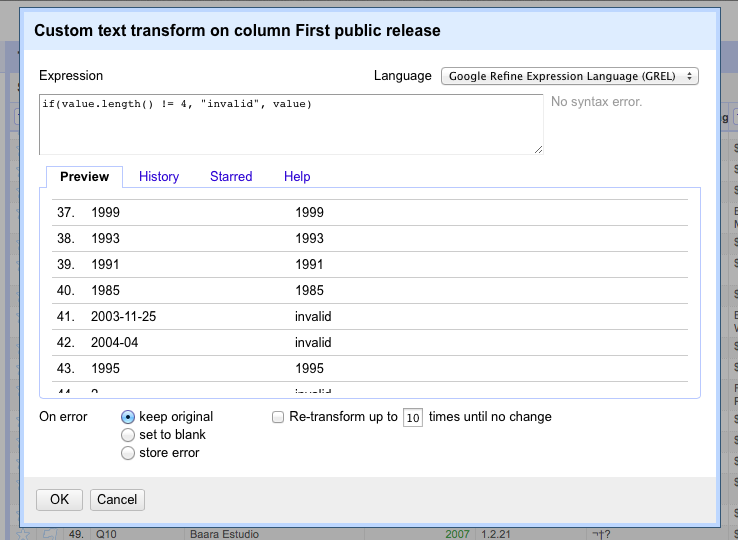 Custom text transform on column First public release
Expression
Language Google Refine Expression Language (GREL)
if(value.length() != 4, "invalid", value)
No syntax error.
Preview History Starred Help
37. 1999 1999
38. 1993 1993
39. 1991 1991
40. 1985 1985
41. 2003-11-25 invalid
42. 2004-04 invalid
43. 1995 1995
44. ? invalid
On error keep original Re-transform up to 10 times until no change
set to blank
store error
OK Cancel
49. Q10 Baara Estudio 2007 1.2.21 ¬†?